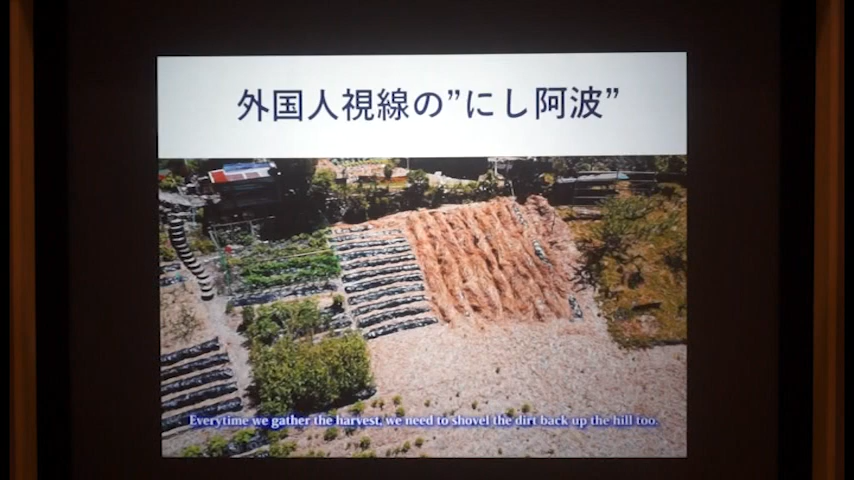 外国人視線の”にし阿波”
Everytime we gather the harvest, we need to shovel the dirt back up the hill too.